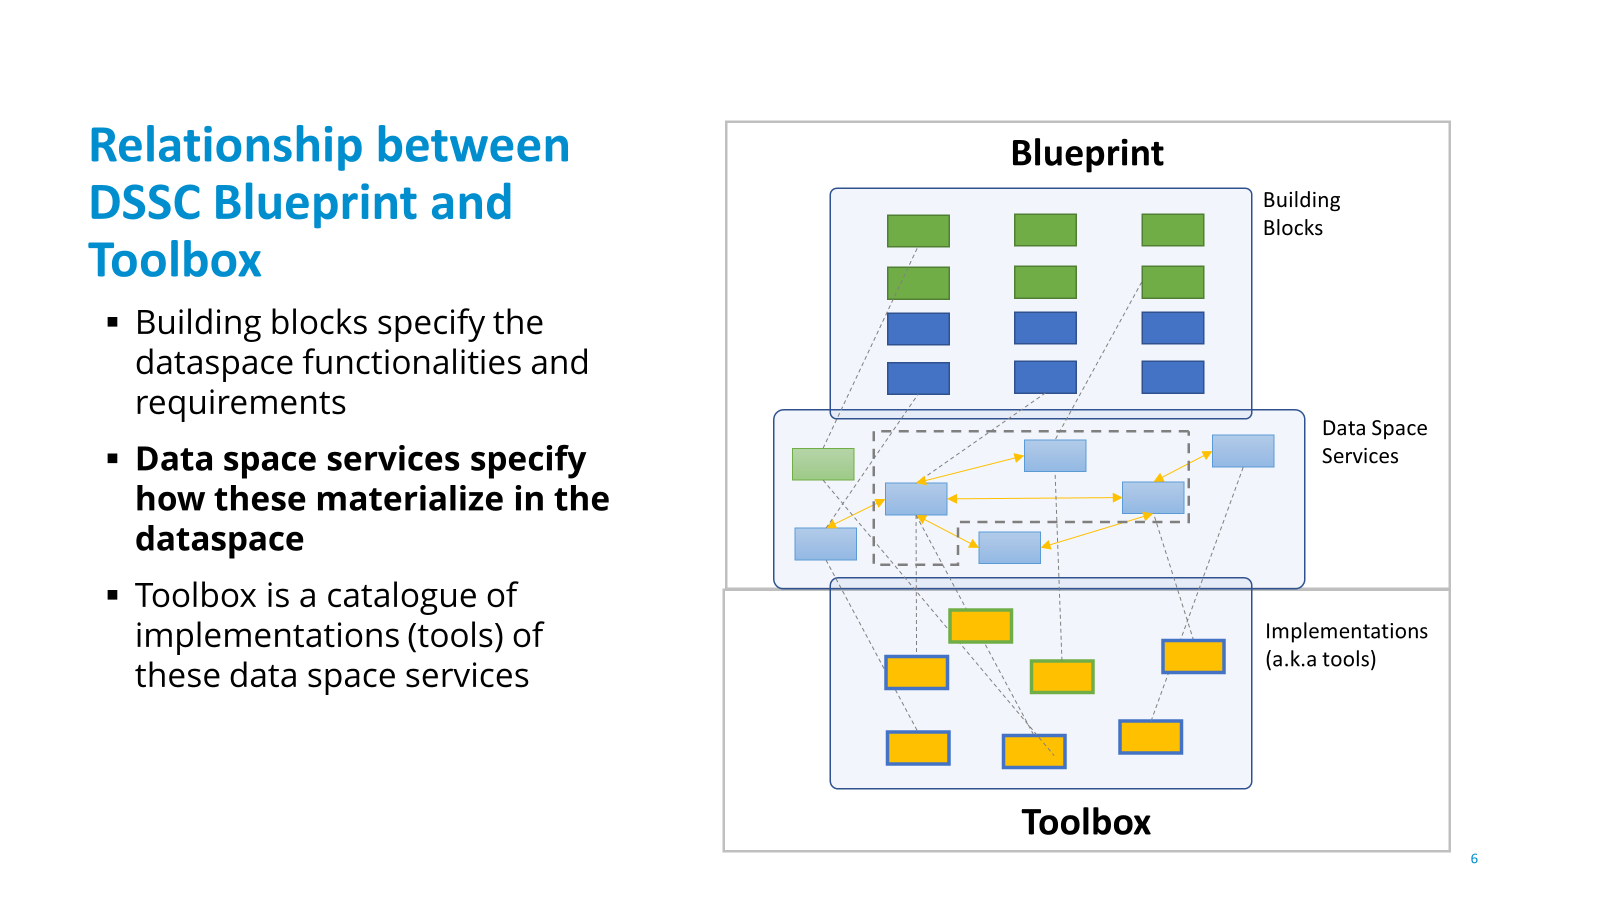 Relationship between
DSSC Blueprint and
Toolbox
▪ Building blocks specify the
dataspace functionalities and
requirements
▪ Data space services specify
how these materialize in the
dataspace
▪ Toolbox is a catalogue of
implementations (tools) of
these data space services
Blueprint
Building
Blocks
Data Space
Services
Implementations
(a.k.a tools)
Toolbox
6